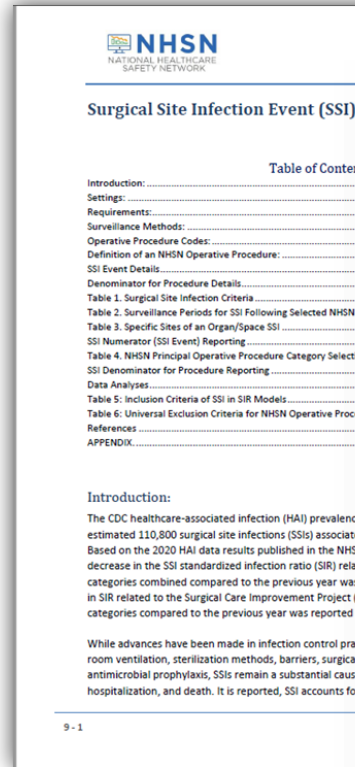 NHSN
NATIONAL HEALTHCARE
SAFETY NETWORK
Surgical Site Infection Event (SSI)
Table of Conten
Introduction:
Settings:
Requirements:
Surveillance Methods:
Operative Procedure Codes:
Definition of an NHSN Operative Procedure:
SSI Event Details
Denominator for Procedure Details
Table 1. Surgical Site Infection Criteria
Table 2. Surveillance Periods for SSI Following Selected NHSN
Table 3. Specific Sites of an Organ/Space SSI
SSI Numerator (SSI Event) Reporting
Table 4. NHSN Principal Operative Procedure Category Selecti
SSI Denominator for Procedure Reporting
Data Analyses
Table 5: Inclusion Criteria of SSI in SIR Models
Table 6: Universal Exclusion Criteria for NHSN Operative Proce
References
APPENDIX
Introduction:
The CDC healthcare-associated infection (HAI) prevalenc
estimated 110,800 surgical site infections (SSIs) associate
Based on the 2020 HAI data results published in the NHS
decrease in the SSI standardized infection ratio (SIR) rela
categories combined compared to the previous year was
in SIR related to the Surgical Care Improvement Project (
categories compared to the previous year was reported
While advances have been made in infection control pra
room ventilation, sterilization methods, barriers, surgica
antimicrobial prophylaxis, SSIs remain a substantial caus
hospitalization, and death. It is reported, SSI accounts fo
9 - 1